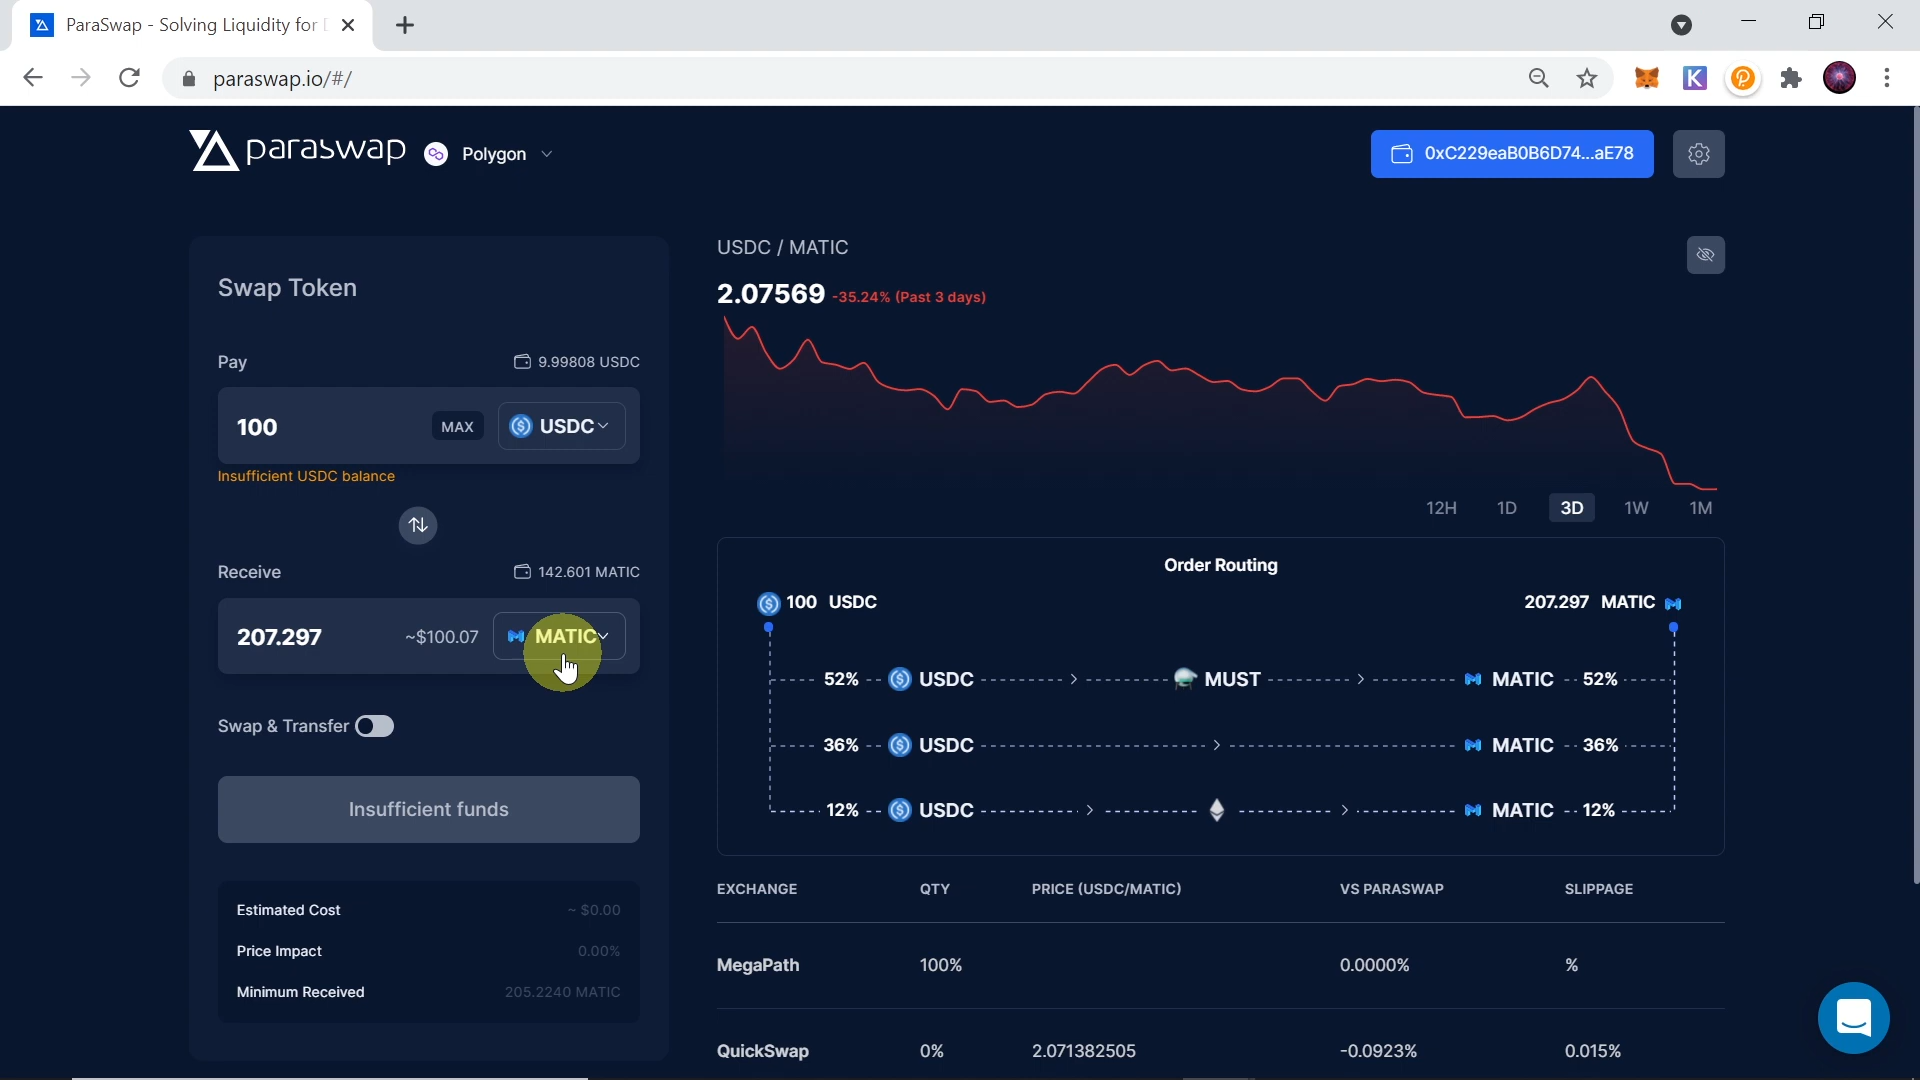 ParaSwap - Solving Liquidity for
paraswap.io/#/
K
paraswap Polygon
0xC229eaB0B6D74...aE78
Swap Token
Pay 9.99808 USDC
100 MAX USDC
Insufficient USDC balance
Receive 142.601 MATIC
207.297 ~$100.07 MATIC
Swap & Transfer
Insufficient funds
Estimated Cost ~ $0.00
Price Impact 0.00%
Minimum Received 205.2240 MATIC
USDC / MATIC
2.07569 -35.24% (Past 3 days)
12H 1D 3D 1W 1M
Order Routing
100 USDC 207.297 MATIC
52% USDC > MUST > MATIC 52%
36% USDC > MATIC 36%
12% USDC > > MATIC 12%
EXCHANGE QTY PRICE (USDC/MATIC) VS PARASWAP SLIPPAGE
MegaPath 100% 0.0000% %
QuickSwap 0% 2.071382505 -0.0923% 0.015%